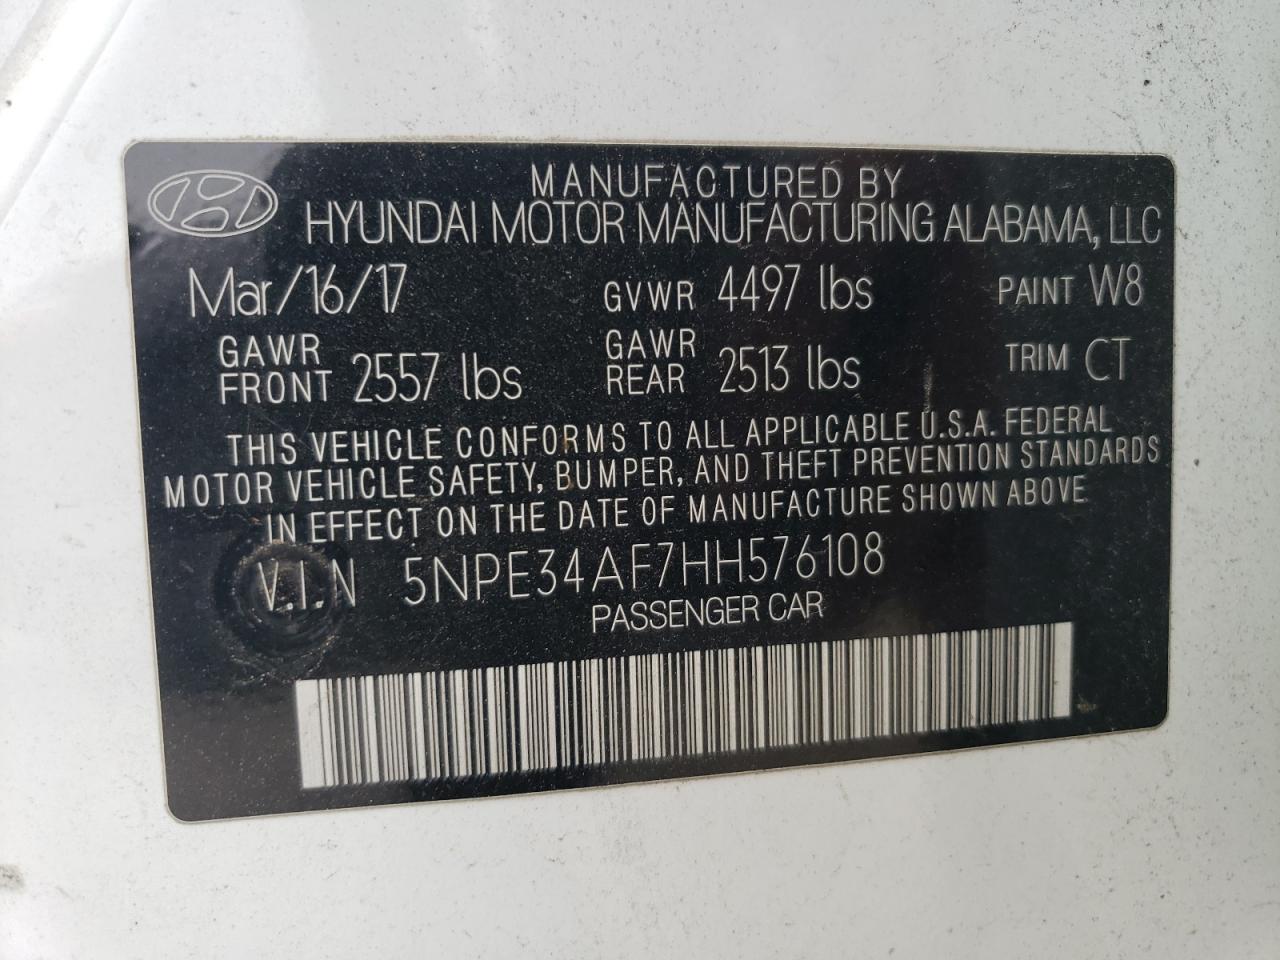 MANUFACTURED BY
HYUNDAI MOTOR MANUFACTURING ALABAMA, LLC
Mar/16/17 GVWR 4497 lbs PAINT W8
GAWR FRONT 2557 lbs GAWR REAR 2513 lbs TRIM CT
THIS VEHICLE CONFORMS TO ALL APPLICABLE U.S.A. FEDERAL
MOTOR VEHICLE SAFETY, BUMPER, AND THEFT PREVENTION STANDARDS
IN EFFECT ON THE DATE OF MANUFACTURE SHOWN ABOVE
V.I.N 5NPE34AF7HH576108
PASSENGER CAR